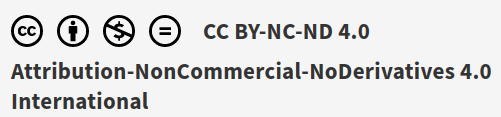 CC BY-NC-ND 4.0
Attribution-NonCommercial-NoDerivatives 4.0
International